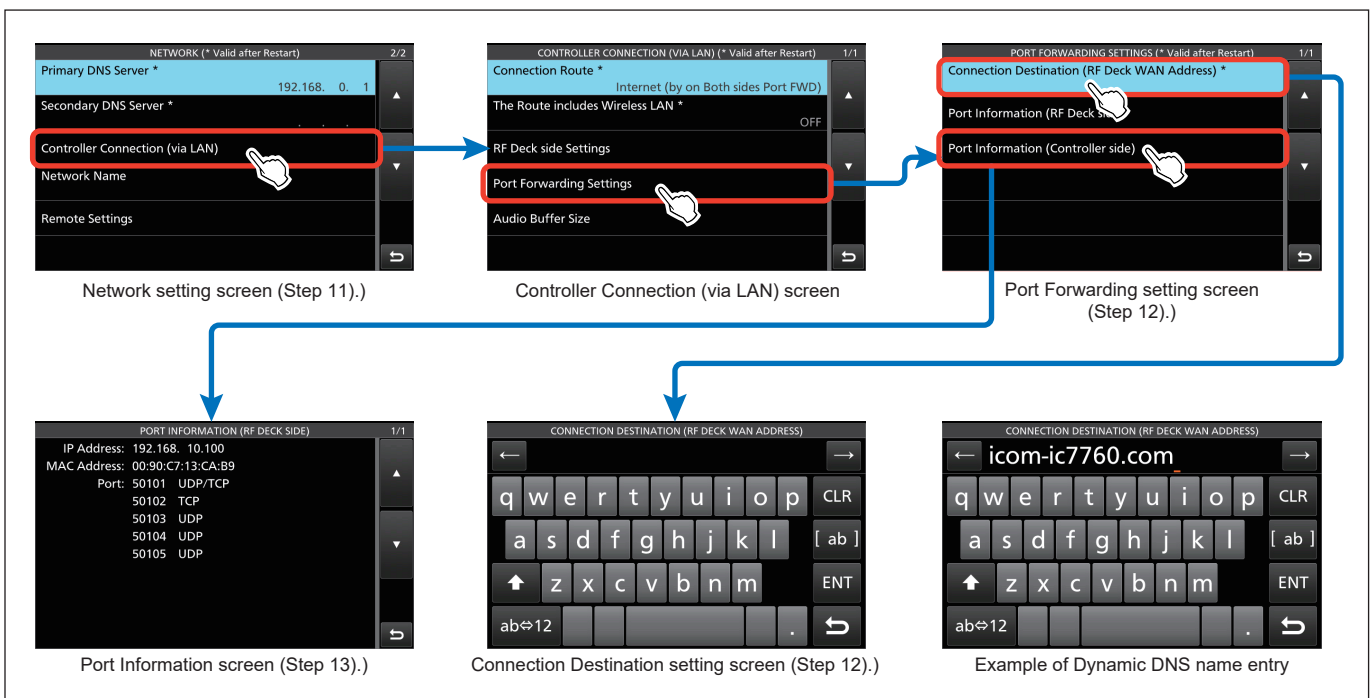 NETWORK (* Valid after Restart) 2/2
Primary DNS Server *
192.168. 0. 1
Secondary DNS Server *
. . .
Controller Connection (via LAN)
Network Name
Remote Settings
Network setting screen (Step 11).)
CONTROLLER CONNECTION (VIA LAN) (* Valid after Restart) 1/1
Connection Route *
Internet (by on Both sides Port FWD)
The Route includes Wireless LAN *
OFF
RF Deck side Settings
Port Forwarding Settings
Audio Buffer Size
Controller Connection (via LAN) screen
PORT FORWARDING SETTINGS (* Valid after Restart) 1/1
Connection Destination (RF Deck WAN Address) *
Port Information (RF Deck
Port Information (Controller side)
Port Forwarding setting screen
(Step 12).)
PORT INFORMATION (RF DECK SIDE) 1/1
IP Address: 192.168. 10.100
MAC Address: 00:90:C7:13:CA:B9
Port: 50101 UDP/TCP
50102 TCP
50103 UDP
50104 UDP
50105 UDP
Port Information screen (Step 13).)
CONNECTION DESTINATION (RF DECK WAN ADDRESS)
← →
q w e r t y u i o p CLR
a s d f g h j k l [ ab ]
z x c v b n m ENT
ab⇔12 .
Connection Destination setting screen (Step 12).)
CONNECTION DESTINATION (RF DECK WAN ADDRESS)
← icom-ic7760.com_ →
q w e r t y u i o p CLR
a s d f g h j k l [ ab ]
z x c v b n m ENT
ab⇔12 .
Example of Dynamic DNS name entry